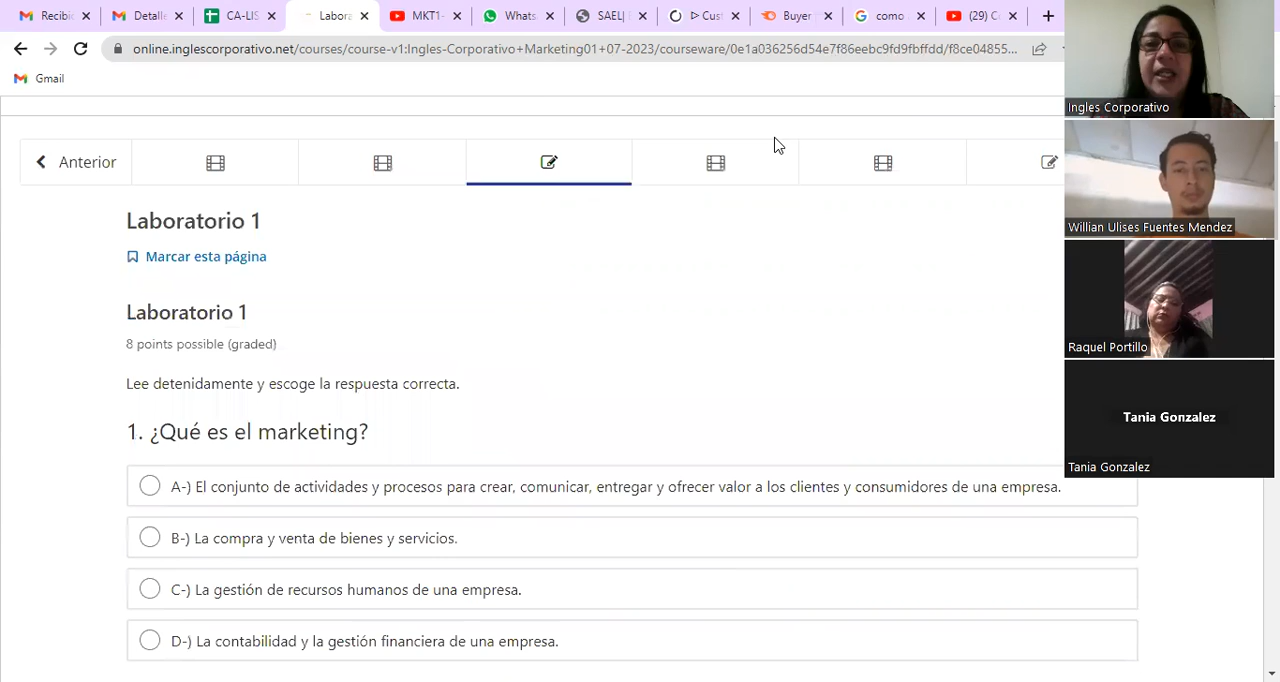 Recibi
Detalle
CA-LIS
Labora
MKT1-
Whats
SAEL|
Cust
Buyer
como
(29) C
online.inglescorporativo.net/courses/course-v1:Ingles-Corporativo+Marketing01+07-2023/courseware/0e1a036256d54e7f86eebc9fd9fbffdd/f8ce04855...
Gmail
Ingles Corporativo
Willian Ulises Fuentes Mendez
Raquel Portillo
Tania Gonzalez
Tania Gonzalez
Anterior
Laboratorio 1
Marcar esta página
Laboratorio 1
8 points possible (graded)
Lee detenidamente y escoge la respuesta correcta.
1. ¿Qué es el marketing?
A-) El conjunto de actividades y procesos para crear, comunicar, entregar y ofrecer valor a los clientes y consumidores de una empresa.
B-) La compra y venta de bienes y servicios.
C-) La gestión de recursos humanos de una empresa.
D-) La contabilidad y la gestión financiera de una empresa.